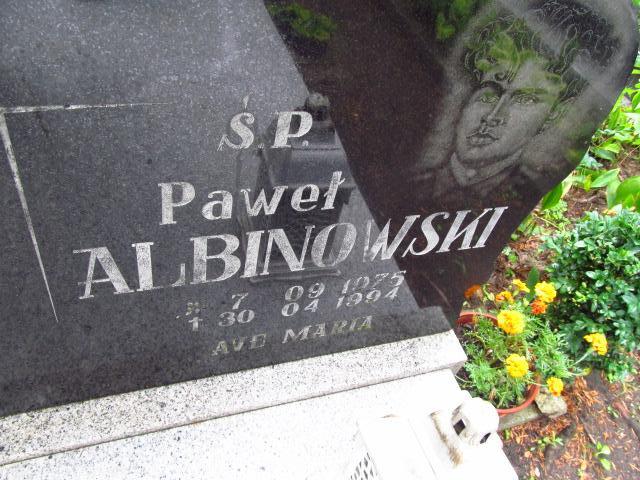 Ś.P.
Paweł
ALBINOWSKI
* 7 09 1975
† 30 04 1994
AVE MARIA